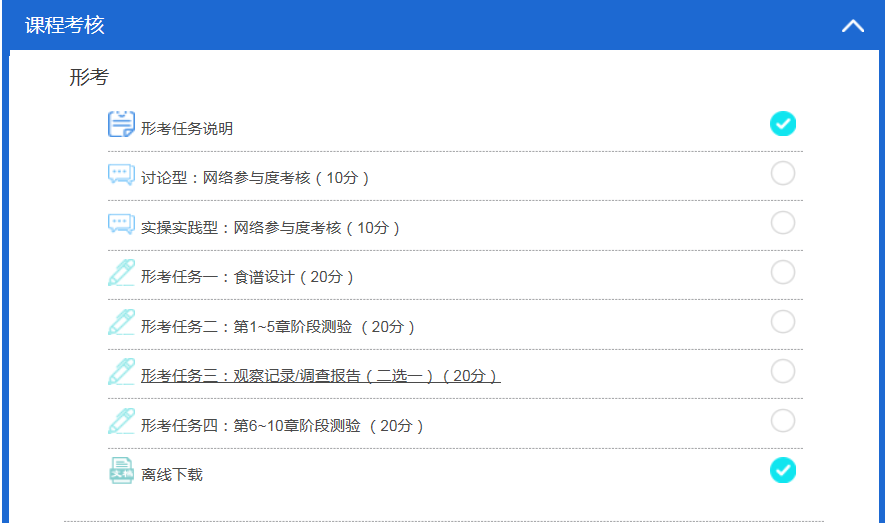 课程考核
形考
形考任务说明
讨论型：网络参与度考核（10分）
实操实践型：网络参与度考核（10分）
形考任务一：食谱设计（20分）
形考任务二：第1~5章阶段测验 （20分）
形考任务三：观察记录/调查报告（二选一）（20分）
形考任务四：第6~10章阶段测验 （20分）
文稿
离线下载